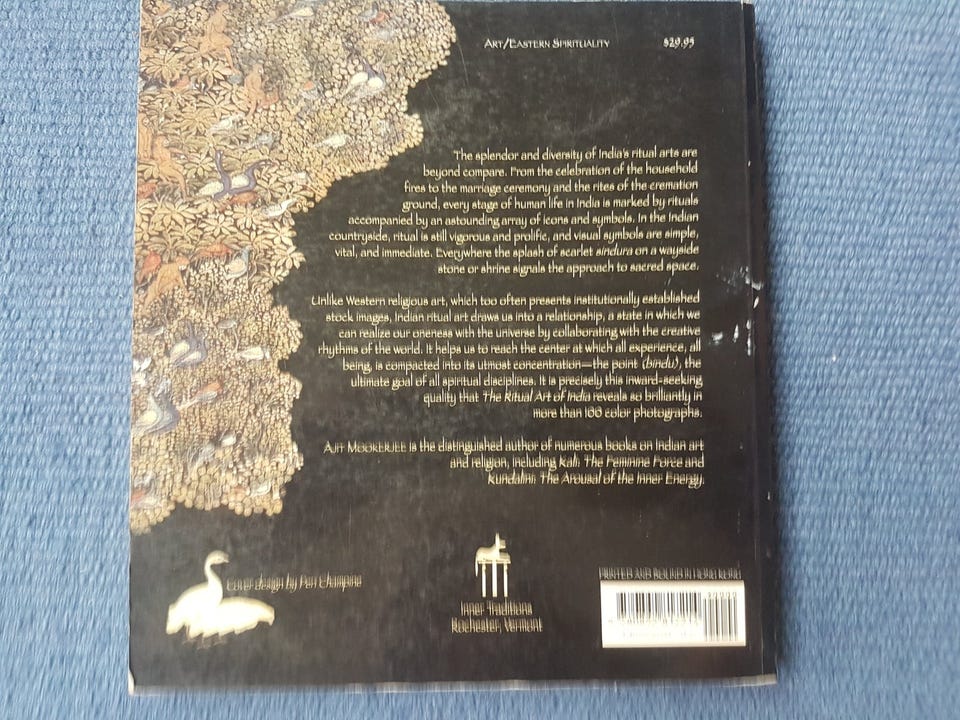 Art/Eastern Spirituality $29.95
The splendor and diversity of India's ritual arts are
beyond compare. From the celebration of the household
fires to the marriage ceremony and the rites of the cremation
ground, every stage of human life in India is marked by rituals
accompanied by an astounding array of icons and symbols. In the Indian
countryside, ritual is still vigorous and prolific, and visual symbols are simple,
vital, and immediate. Everywhere the splash of scarlet sindura on a wayside
stone or shrine signals the approach to sacred space.
Unlike Western religious art, which too often presents institutionally established
stock images, Indian ritual art draws us into a relationship, a state in which we
can realize our oneness with the universe by collaborating with the creative
rhythms of the world. It helps us to reach the center at which all experience, all
being, is compacted into its utmost concentration—the point (bindu), the
ultimate goal of all spiritual disciplines. It is precisely this inward-seeking
quality that The Ritual Art of India reveals so brilliantly in
more than 100 color photographs.
Ajit Mookerjee is the distinguished author of numerous books on Indian art
and religion, including Kali: The Feminine Force and
Kundalini: The Arousal of the Inner Energy.
Cover design by Peri Champine
Inner Traditions
Rochester, Vermont
PRINTED AND BOUND IN HONG KONG